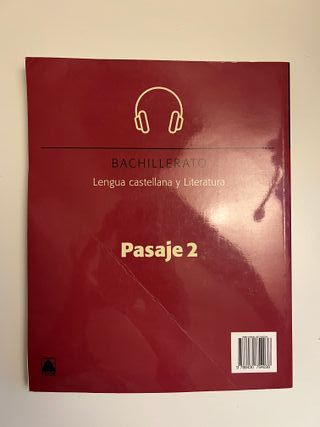 BACHILLERATO
Lengua castellana y Literatura
Pasaje 2